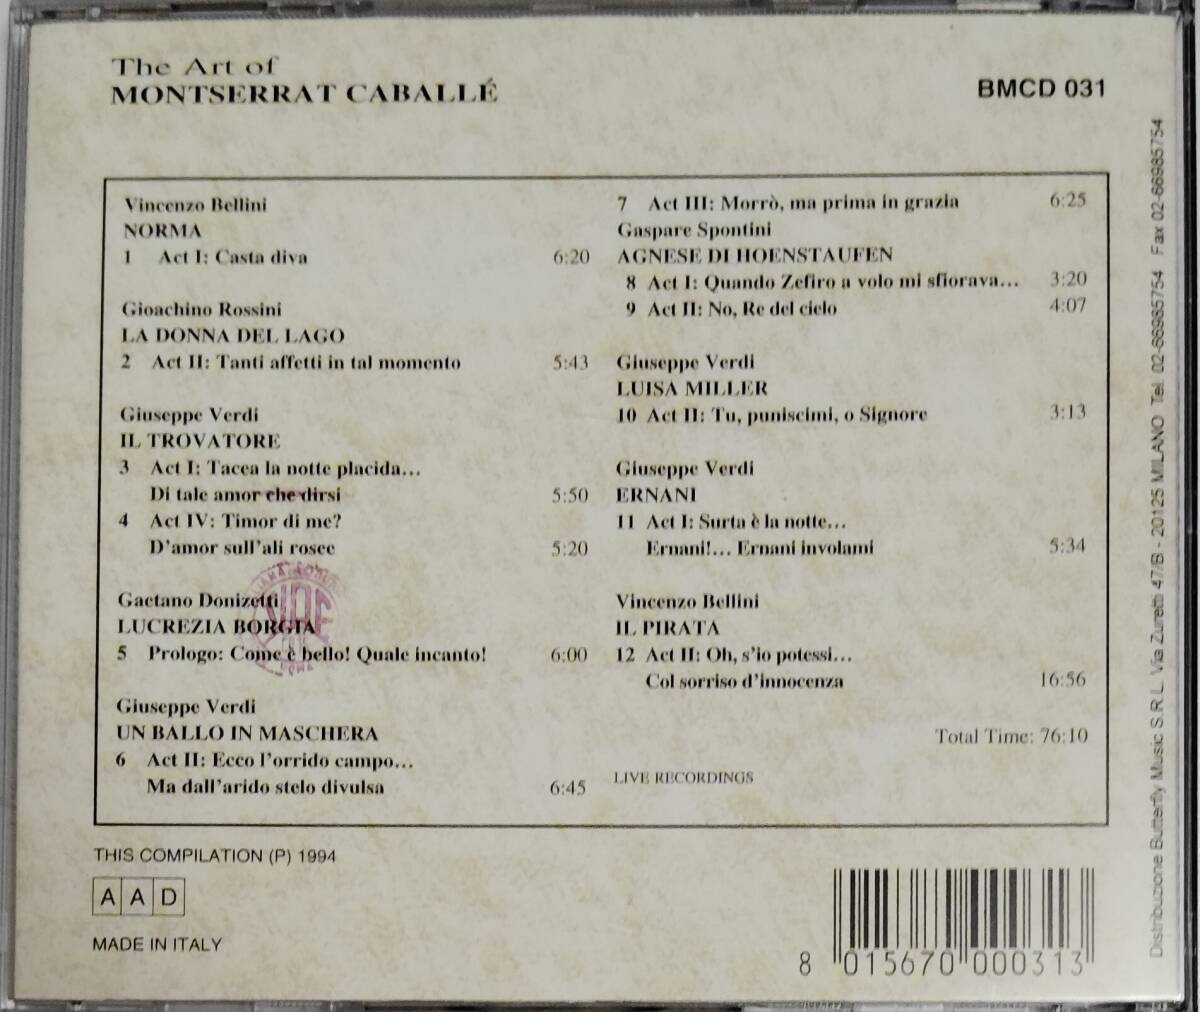 The Art of
MONTSERRAT CABALLÉ
BMCD 031
Vincenzo Bellini
NORMA
1 Act I: Casta diva 6:20
Gioachino Rossini
LA DONNA DEL LAGO
2 Act II: Tanti affetti in tal momento 5:43
Giuseppe Verdi
IL TROVATORE
3 Act I: Tacea la notte placida...
Di tale amor che dirsi 5:50
4 Act IV: Timor di me?
D'amor sull'ali rosee 5:20
Gaetano Donizetti
LUCREZIA BORGIA
5 Prologo: Come è bello! Quale incanto! 6:00
Giuseppe Verdi
UN BALLO IN MASCHERA
6 Act II: Ecco l'orrido campo...
Ma dall'arido stelo divulsa 6:45
7 Act III: Morrò, ma prima in grazia 6:25
Gaspare Spontini
AGNESE DI HOENSTAUFEN
8 Act I: Quando Zefiro a volo mi sfiorava... 3:20
9 Act II: No, Re del cielo 4:07
Giuseppe Verdi
LUISA MILLER
10 Act II: Tu, puniscimi, o Signore 3:13
Giuseppe Verdi
ERNANI
11 Act I: Surta è la notte...
Ernani!... Ernani involami 5:34
Vincenzo Bellini
IL PIRATA
12 Act II: Oh, s'io potessi...
Col sorriso d'innocenza 16:56
Total Time: 76:10
LIVE RECORDINGS
THIS COMPILATION (P) 1994
A A D
MADE IN ITALY
8 015670 000313
Distribuzione Butterfly Music S.R.L. Via Zuretti 47/B - 20125 MILANO Tel. 02-66985754 Fax 02-66985754